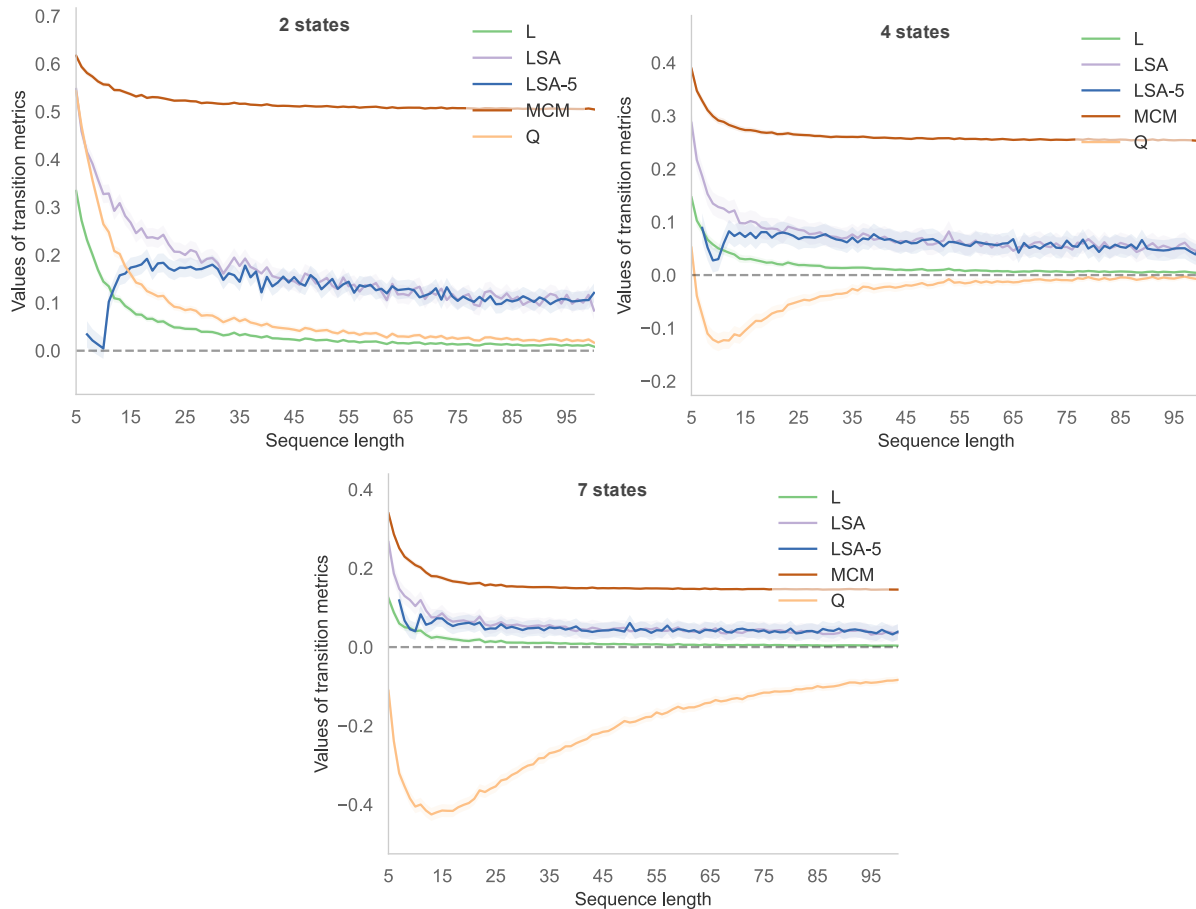 2 states
L
LSA
LSA-5
MCM
Q
Values of transition metrics
0.7
0.6
0.5
0.4
0.3
0.2
0.1
0.0
5 15 25 35 45 55 65 75 85 95
Sequence length
4 states
L
LSA
LSA-5
MCM
Q
Values of transition metrics
0.4
0.3
0.2
0.1
0.0
−0.1
−0.2
5 15 25 35 45 55 65 75 85 95
Sequence length
7 states
L
LSA
LSA-5
MCM
Q
Values of transition metrics
0.4
0.2
0.0
−0.2
−0.4
5 15 25 35 45 55 65 75 85 95
Sequence length